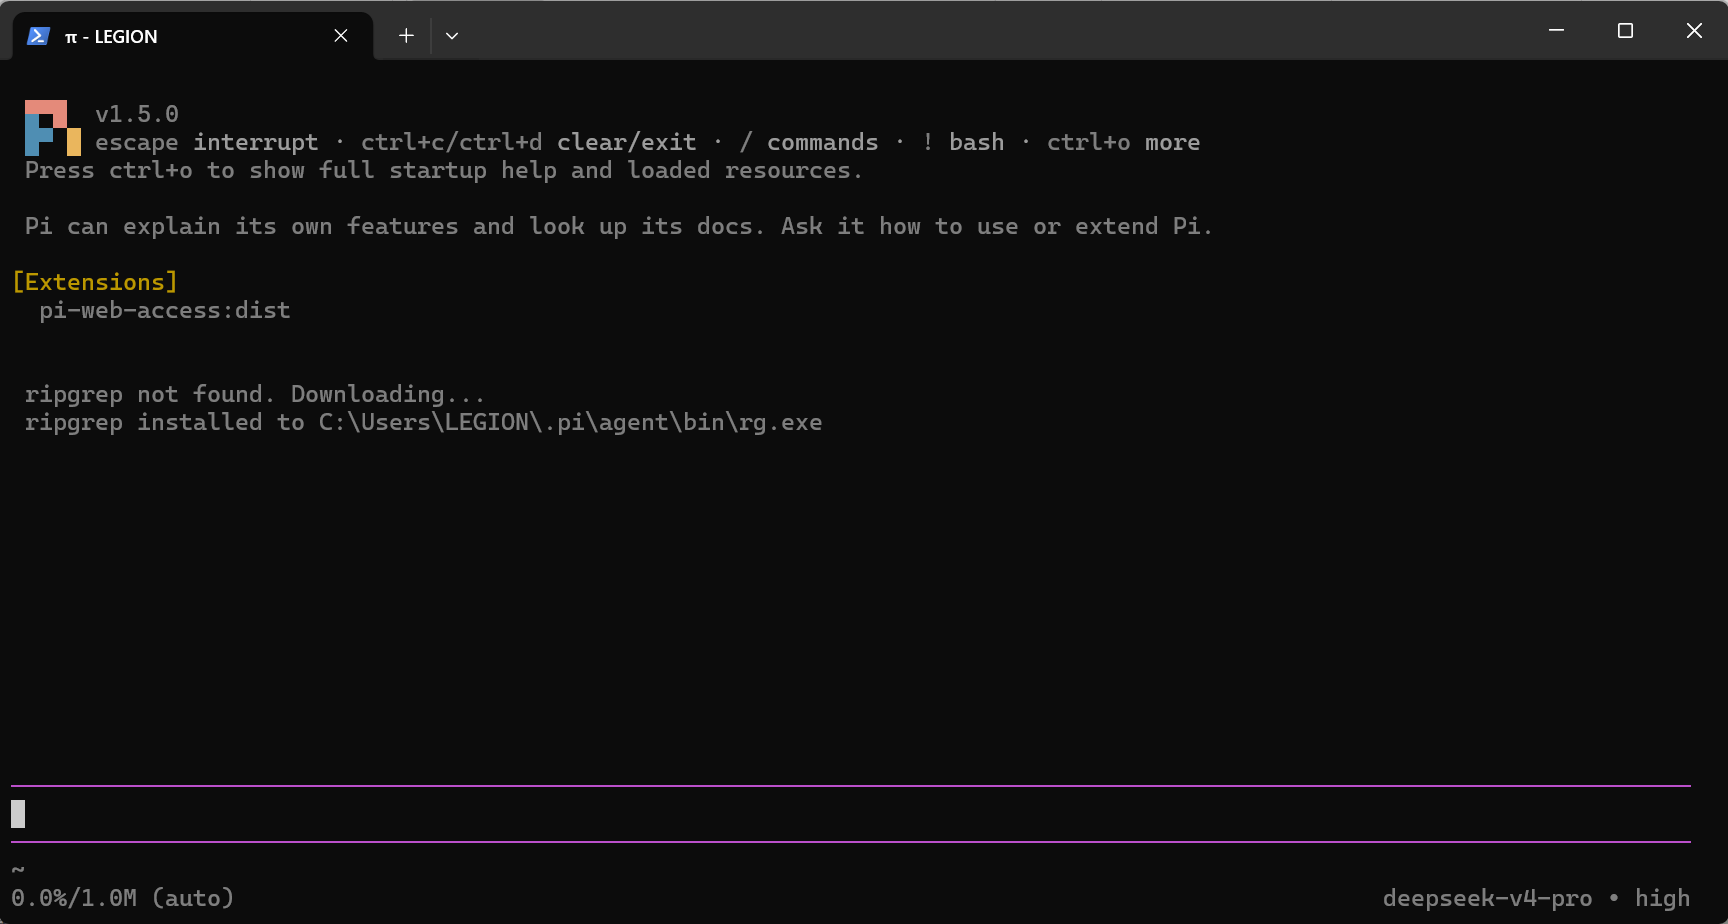 π - LEGION
v1.5.0
escape interrupt · ctrl+c/ctrl+d clear/exit · / commands · ! bash · ctrl+o more
Press ctrl+o to show full startup help and loaded resources.
Pi can explain its own features and look up its docs. Ask it how to use or extend Pi.
[Extensions]
pi-web-access:dist
ripgrep not found. Downloading...
ripgrep installed to C:\Users\LEGION\.pi\agent\bin\rg.exe
~
0.0%/1.0M (auto)
deepseek-v4-pro • high